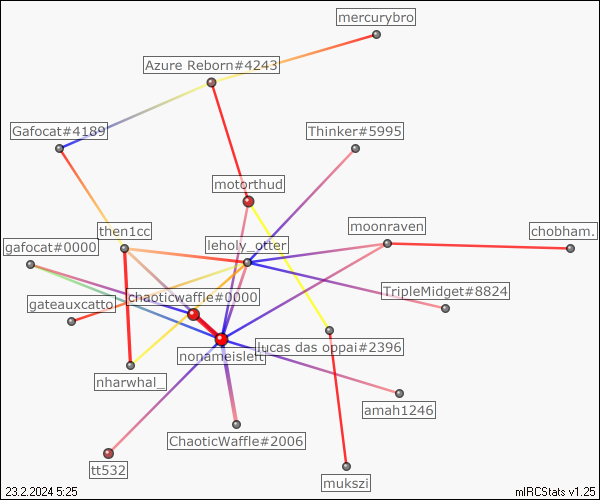 mercurybro
Azure Reborn#4243
Gafocat#4189
Thinker#5995
motorthud
then1cc
moonraven
chobham.
gafocat#0000
leholy_otter
TripleMidget#8824
chaoticwaffle#0000
gateauxcatto
nonameisleft
lucas das oppai#2396
nharwhal_
amah1246
ChaoticWaffle#2006
tt532
mukszi
23.2.2024 5:25
mIRCStats v1.25